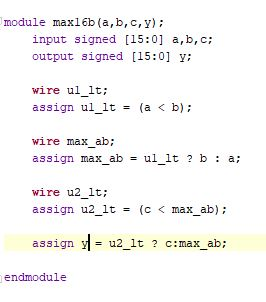 module max16b(a,b,c,y);
input signed [15:0] a,b,c;
output signed [15:0] y;
wire u1_lt;
assign u1_lt = (a < b);
wire max_ab;
assign max_ab = u1_lt ? b : a;
wire u2_lt;
assign u2_lt = (c < max_ab);
assign y = u2_lt ? c:max_ab;
endmodule